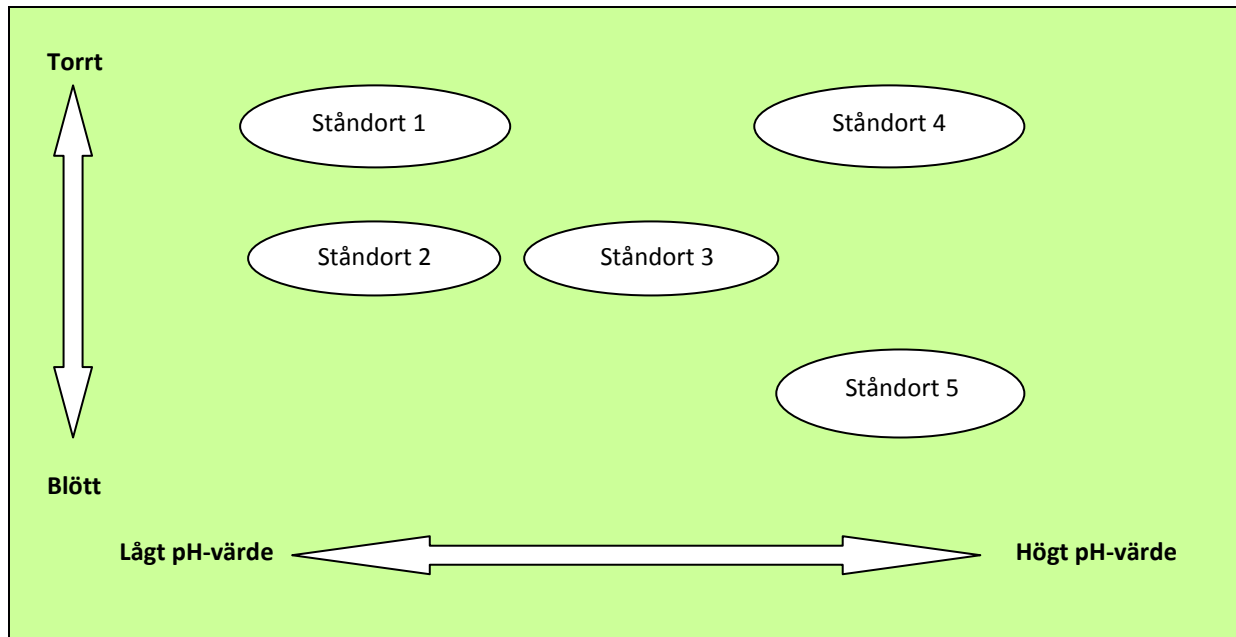 Torrt
Ståndort 1
Ståndort 4
Ståndort 2
Ståndort 3
Ståndort 5
Blött
Lågt pH-värde
Högt pH-värde